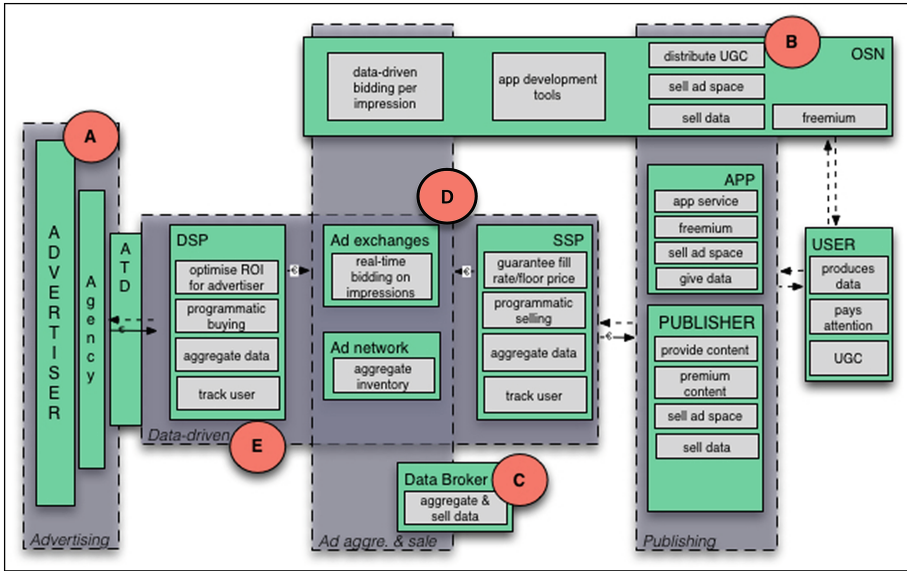 B
OSN
data-driven
bidding per
impression
app development
tools
distribute UGC
sell ad space
sell data
freemium
A
ADVERTISER
Agency
ATD
Advertising
DSP
optimise ROI
for advertiser
programmatic
buying
aggregate data
track user
Data-driven
E
D
Ad exchanges
real-time
bidding on
impressions
Ad network
aggregate
inventory
SSP
guarantee fill
rate/floor price
programmatic
selling
aggregate data
track user
€
€
€
€
Data Broker
aggregate &
sell data
C
Ad aggre. & sale
APP
app service
freemium
sell ad space
give data
PUBLISHER
provide content
premium
content
sell ad space
sell data
Publishing
USER
produces
data
pays
attention
UGC